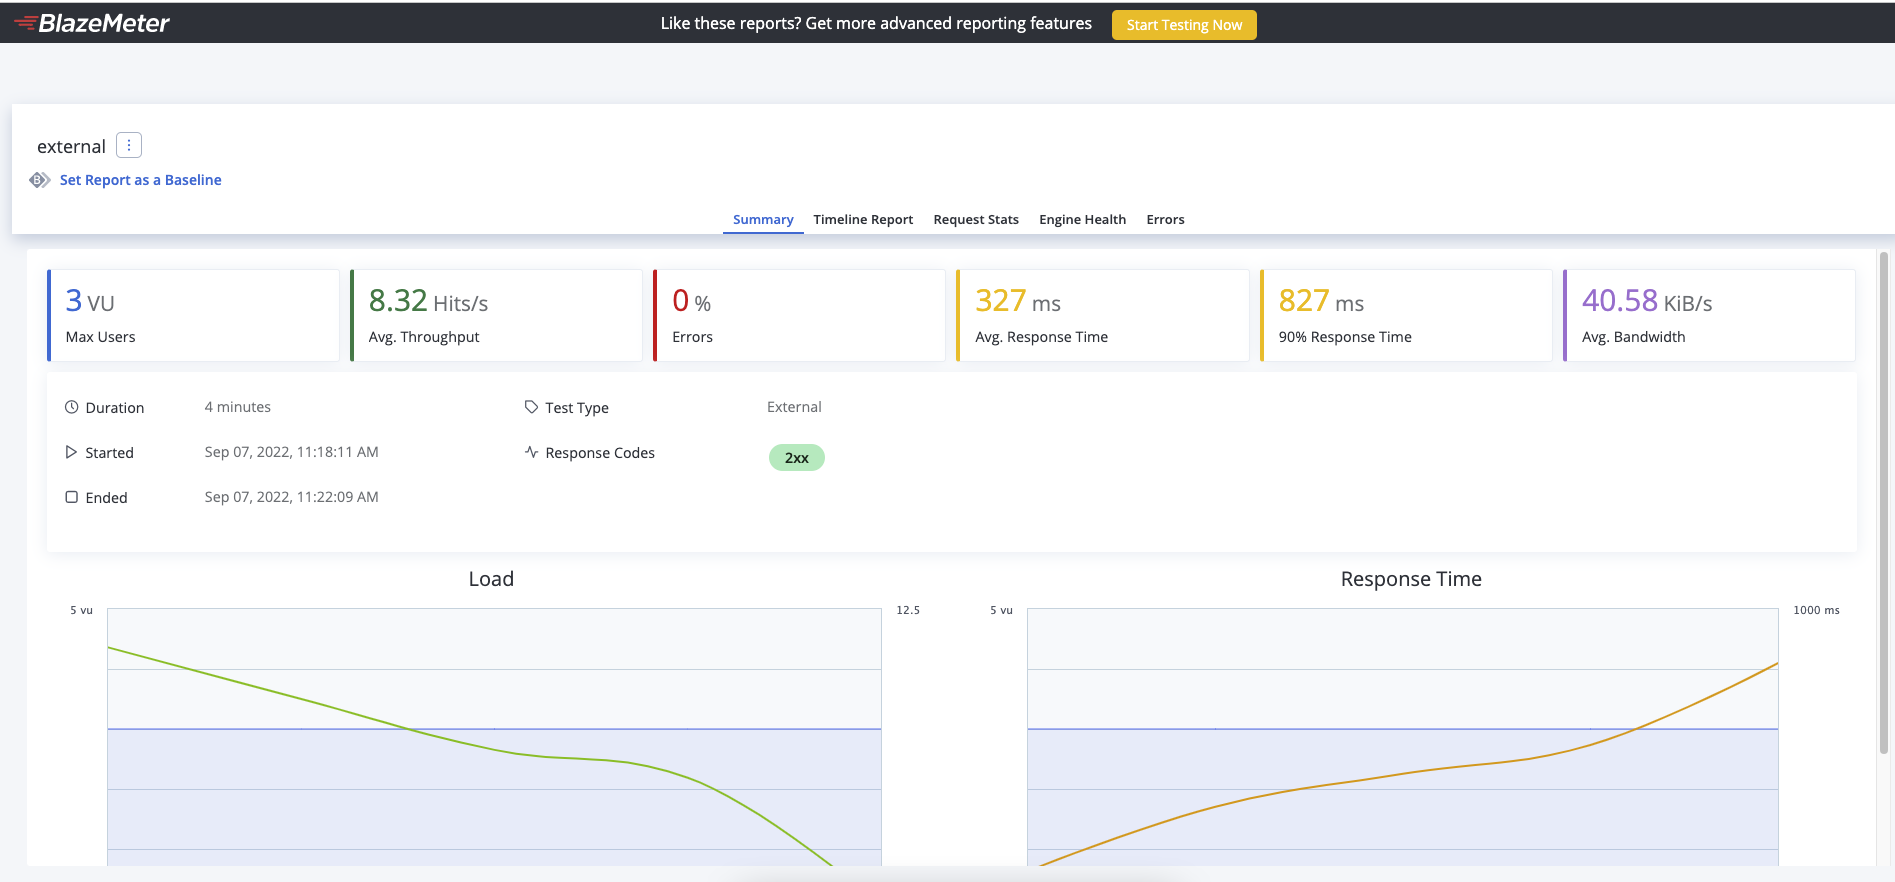 BlazeMeter
Like these reports? Get more advanced reporting features
Start Testing Now
external
Set Report as a Baseline
Summary Timeline Report Request Stats Engine Health Errors
3 VU
Max Users
8.32 Hits/s
Avg. Throughput
0 %
Errors
327 ms
Avg. Response Time
827 ms
90% Response Time
40.58 KiB/s
Avg. Bandwidth
Duration 4 minutes
Test Type External
Started Sep 07, 2022, 11:18:11 AM
Response Codes 2xx
Ended Sep 07, 2022, 11:22:09 AM
Load
5 vu 12.5
Response Time
5 vu 1000 ms